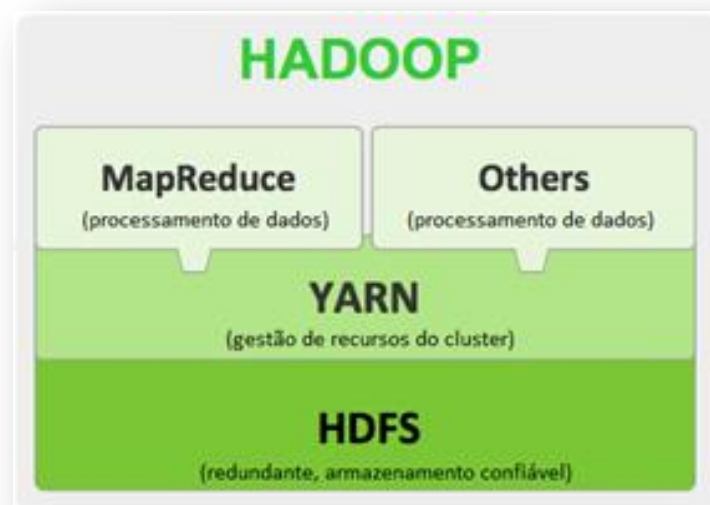 HADOOP
MapReduce
(processamento de dados)
Others
(processamento de dados)
YARN
(gestão de recursos do cluster)
HDFS
(redundante, armazenamento confiável)